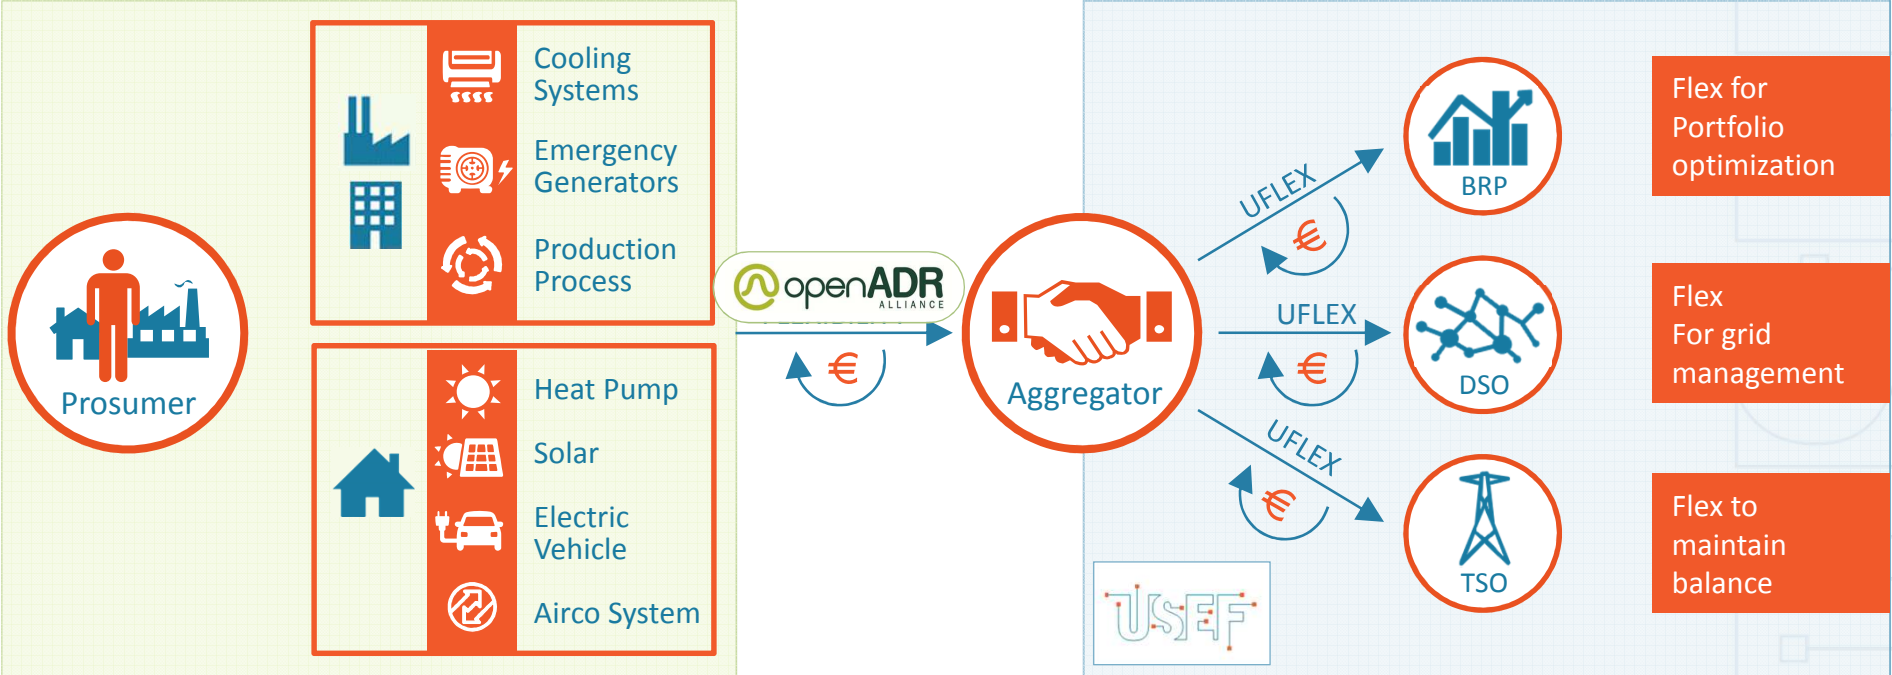 Cooling
Systems
Emergency
Generators
Production
Process
Prosumer
Heat Pump
Solar
Electric
Vehicle
Airco System
openADR
ALLIANCE
€
Aggregator
UFLEX
€
UFLEX
€
UFLEX
€
BRP
DSO
TSO
USEF
Flex for
Portfolio
optimization
Flex
For grid
management
Flex to
maintain
balance